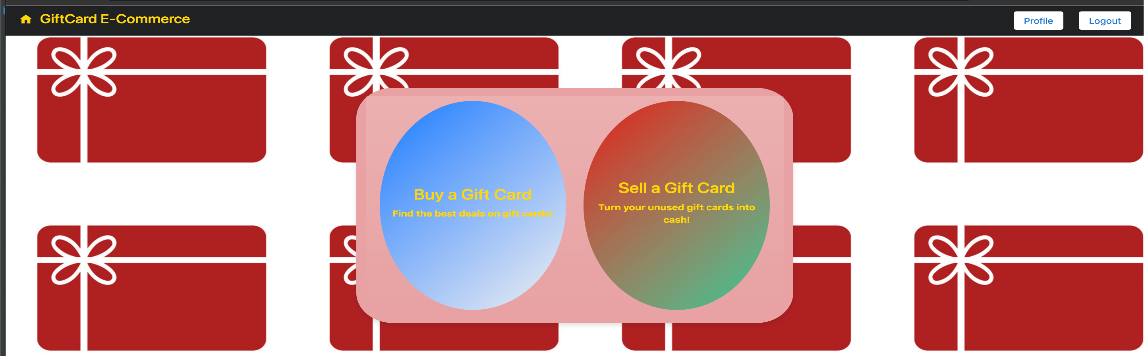 GiftCard E-Commerce
Profile
Logout
Buy a Gift Card
Find the best deals on gift cards
Sell a Gift Card
Turn your unused gift cards into
cash!